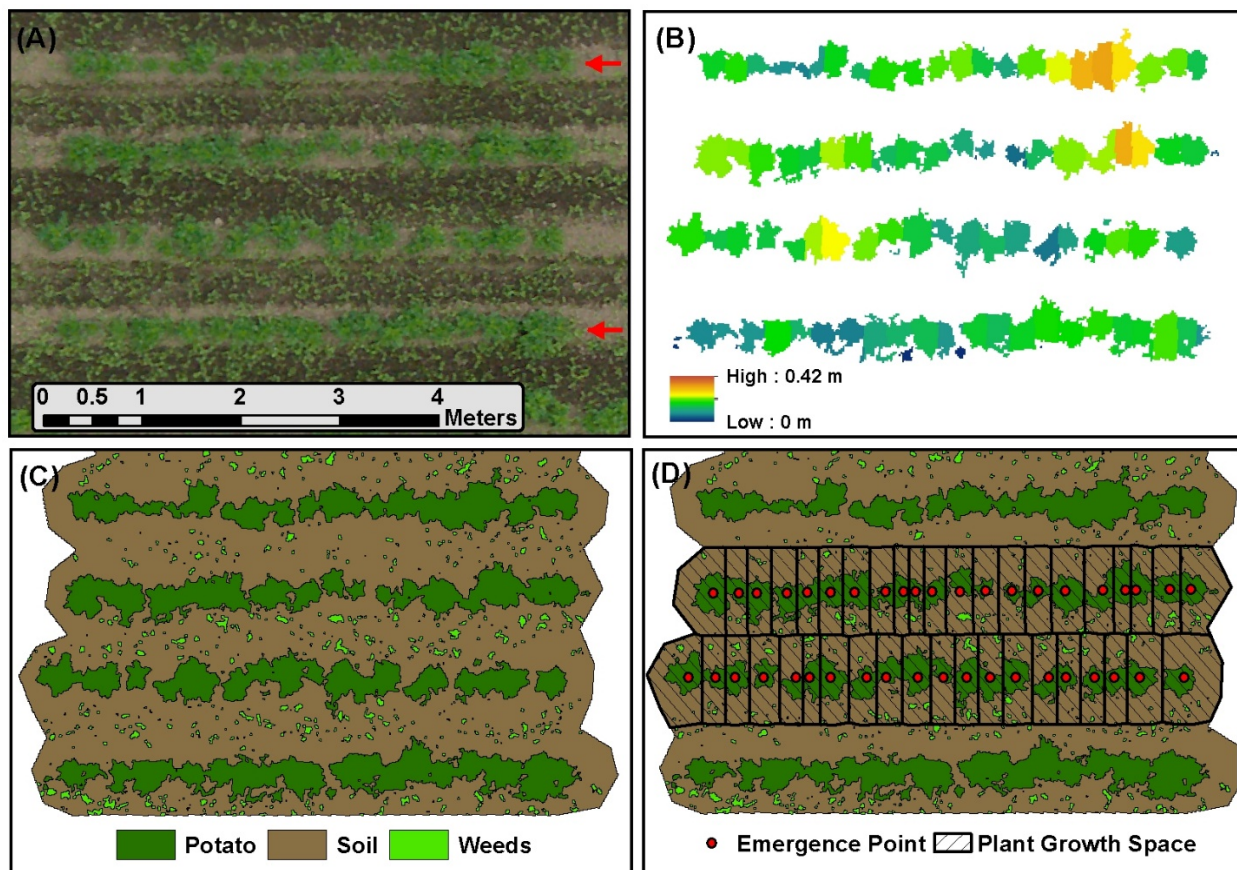 (A)
0 0.5 1 2 3 4
Meters
(B)
High : 0.42 m
Low : 0 m
(C)
Potato Soil Weeds
(D)
Emergence Point Plant Growth Space